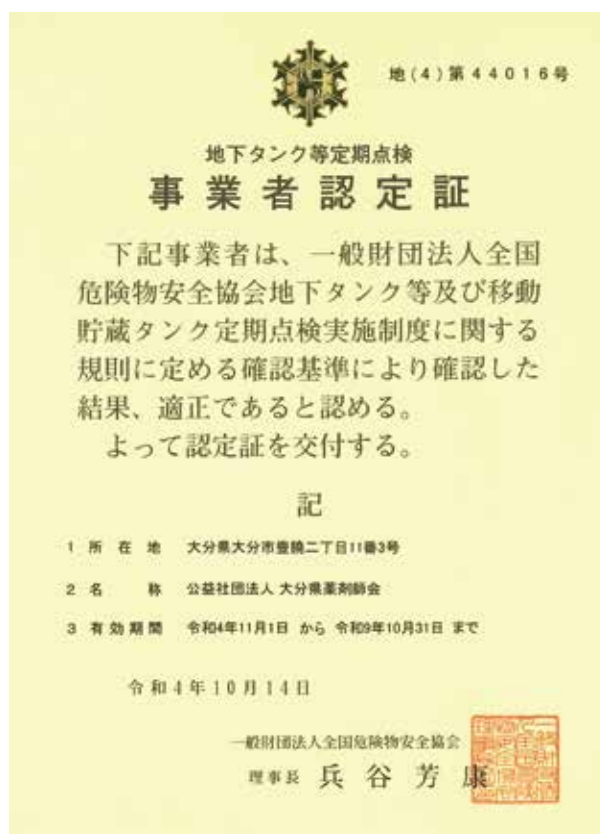 地(4)第44016号
地下タンク等定期点検
事業者認定証
下記事業者は、一般財団法人全国
危険物安全協会地下タンク等及び移動
貯蔵タンク定期点検実施制度に関する
規則に定める確認基準により確認した
結果、適正であると認める。
よって認定証を交付する。
記
1 所在地 大分県大分市豊饒二丁目11番3号
2 名称 公益社団法人 大分県薬剤師会
3 有効期間 令和4年11月1日 から 令和9年10月31日 まで
令和4年10月14日
一般財団法人全国危険物安全協会
理事長 兵谷芳康